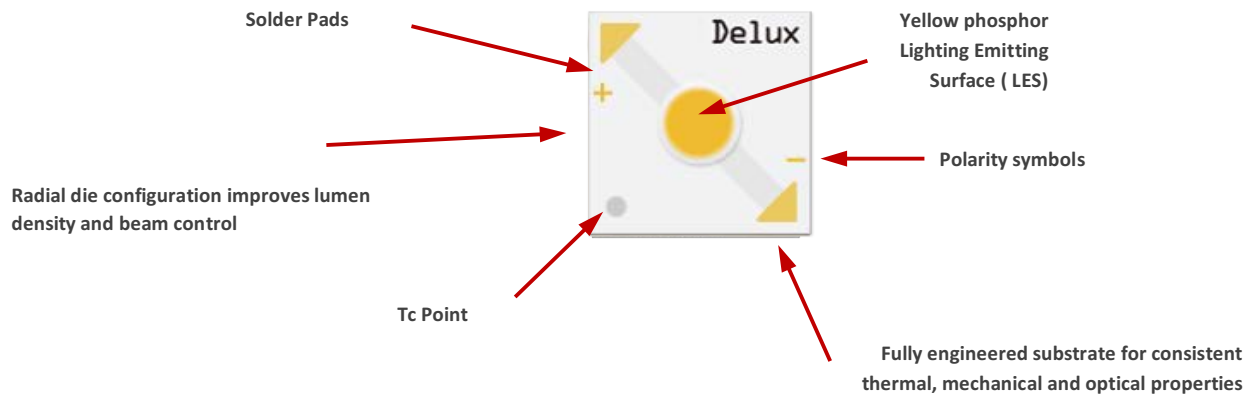 Solder Pads
Delux
Yellow phosphor
Lighting Emitting
Surface ( LES)
+
−
Polarity symbols
Radial die configuration improves lumen
density and beam control
Tc Point
Fully engineered substrate for consistent
thermal, mechanical and optical properties